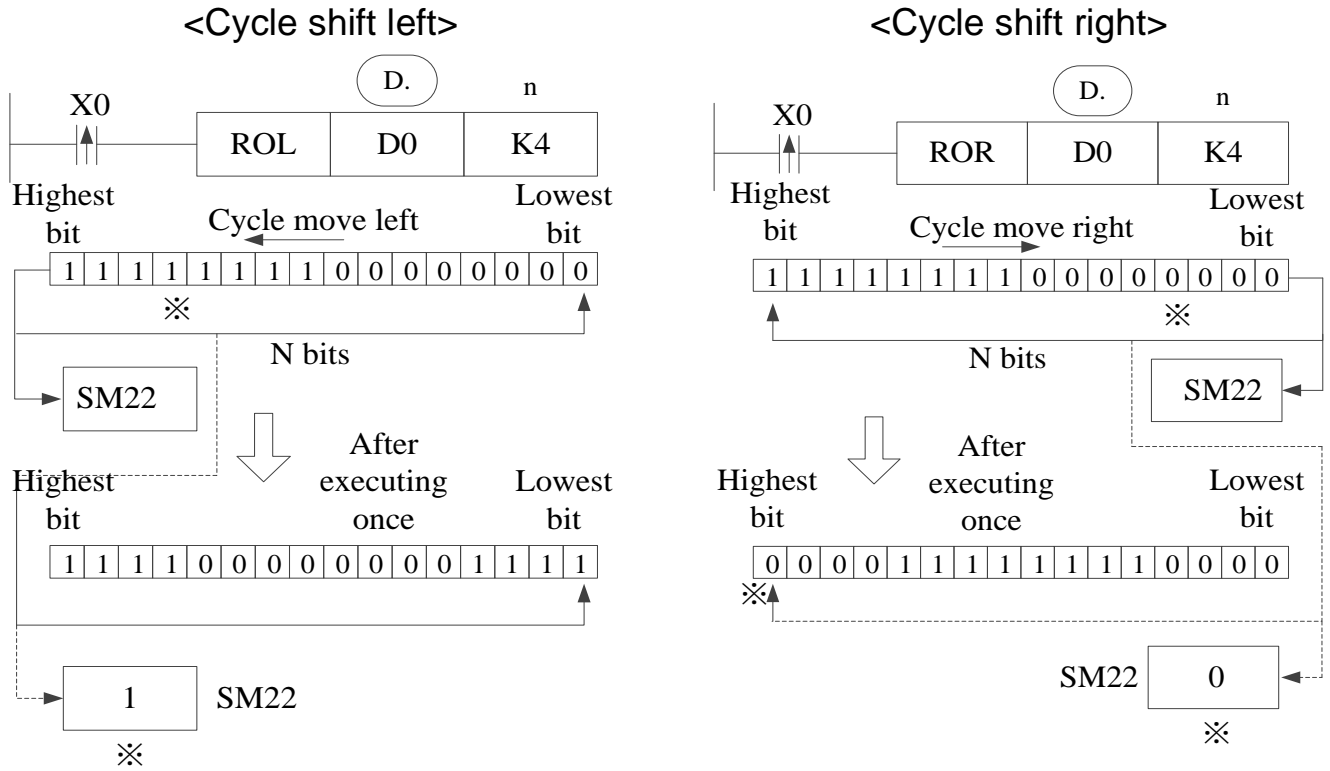 <Cycle shift left>
D.
n
X0
ROL D0 K4
Highest bit
Lowest bit
Cycle move left
1 1 1 1 1 1 1 1 0 0 0 0 0 0 0 0
※
N bits
SM22
After executing once
Highest bit
Lowest bit
1 1 1 1 0 0 0 0 0 0 0 0 1 1 1 1
1 SM22
※
<Cycle shift right>
D.
n
X0
ROR D0 K4
Highest bit
Lowest bit
Cycle move right
1 1 1 1 1 1 1 1 0 0 0 0 0 0 0 0
※
N bits
SM22
After executing once
Highest bit
Lowest bit
0 0 0 0 1 1 1 1 1 1 1 1 0 0 0 0
※
SM22 0
※